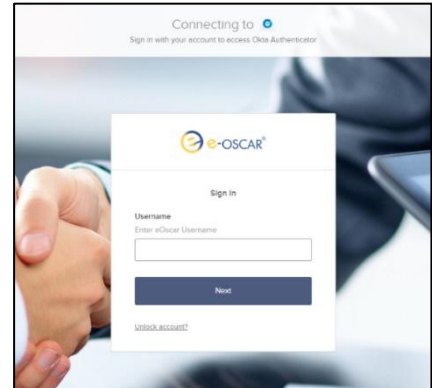 Connecting to
Sign in with your account to access Okta Authenticator
e-OSCAR®
Sign In
Username
Enter eOscar Username
Next
Unlock account?